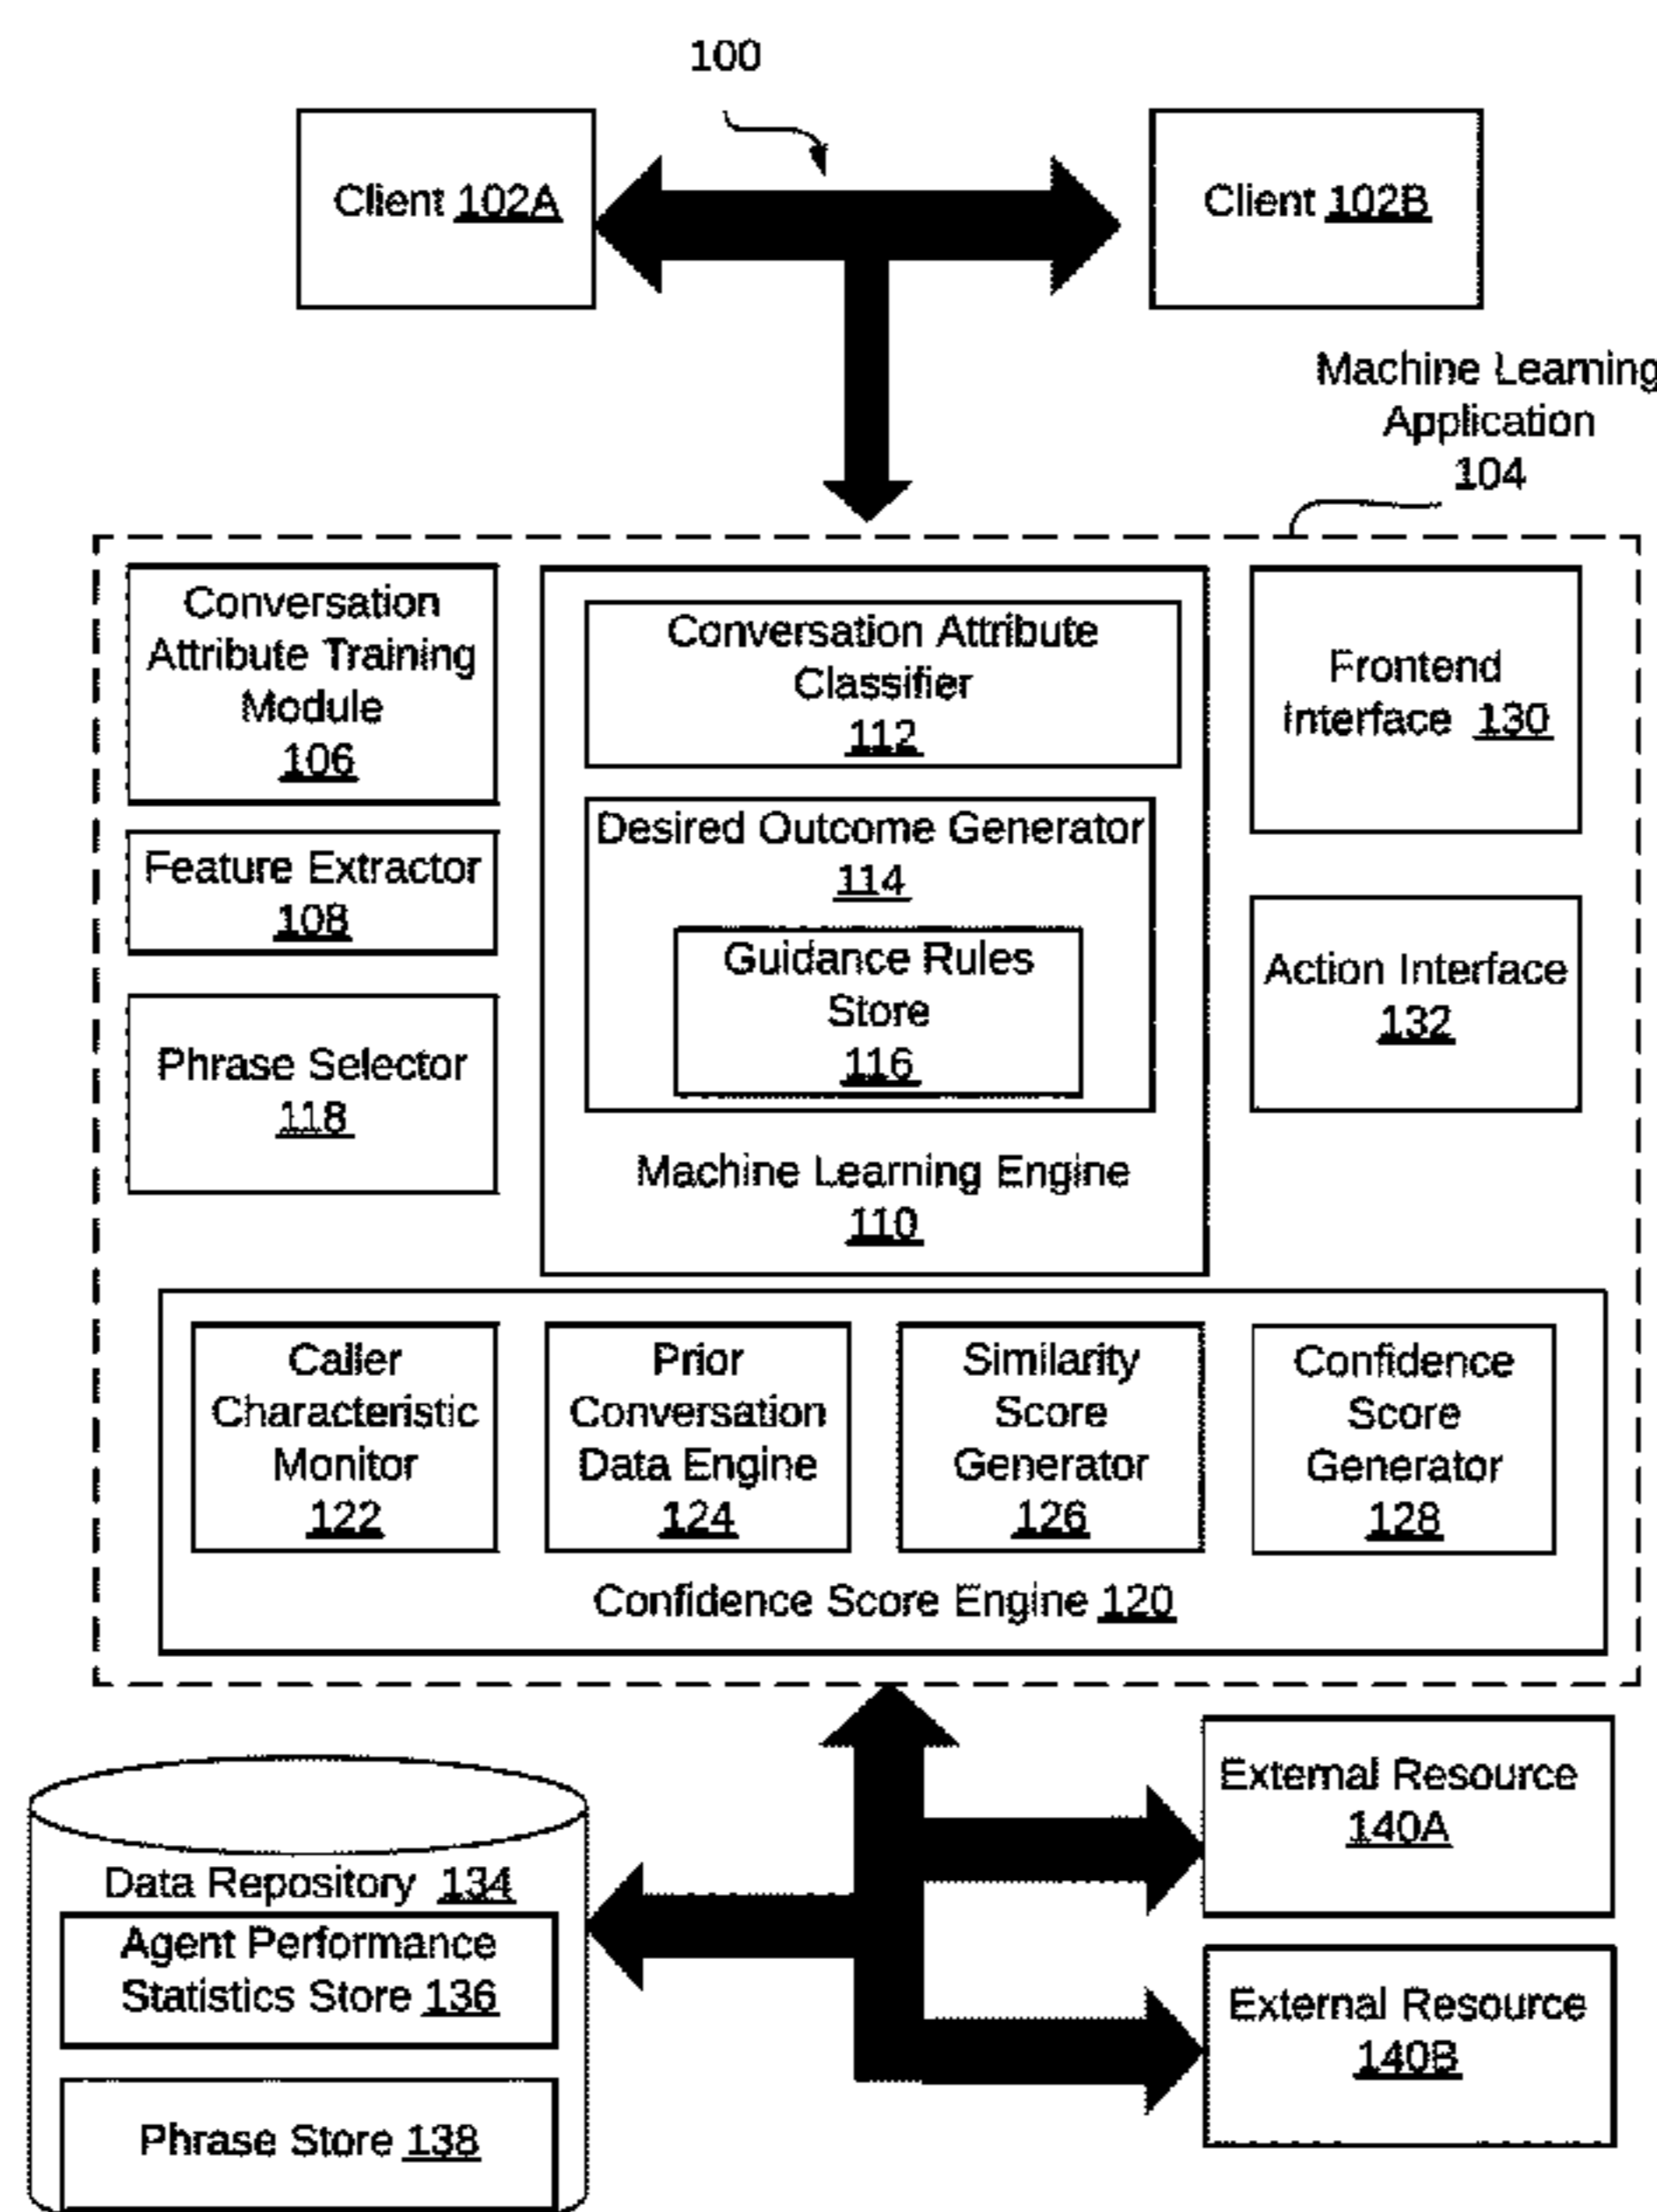 100
Client 102A
Client 102B
Machine Learning
Application
104
Conversation
Attribute Training
Module
106
Feature Extractor
108
Phrase Selector
118
Conversation Attribute
Classifier
112
Desired Outcome Generator
114
Guidance Rules
Store
116
Machine Learning Engine
110
Frontend
Interface 130
Action Interface
132
Caller
Characteristic
Monitor
122
Prior
Conversation
Data Engine
124
Similarity
Score
Generator
126
Confidence
Score
Generator
128
Confidence Score Engine 120
Data Repository 134
Agent Performance
Statistics Store 136
Phrase Store 138
External Resource
140A
External Resource
140B